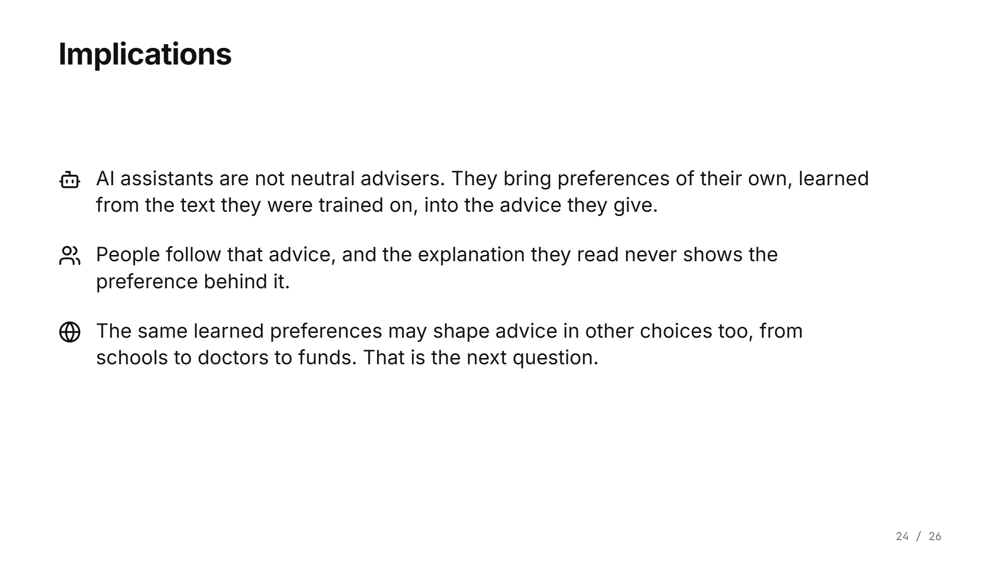 Implications
AI assistants are not neutral advisers. They bring preferences of their own, learned
from the text they were trained on, into the advice they give.
People follow that advice, and the explanation they read never shows the
preference behind it.
The same learned preferences may shape advice in other choices too, from
schools to doctors to funds. That is the next question.
24 / 26